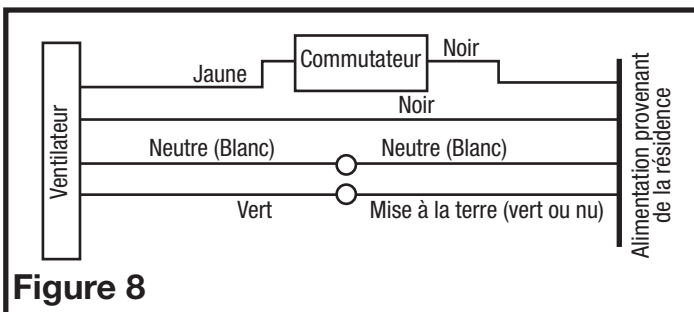 Commutateur
Noir
Jaune
Noir
Ventilateur
Neutre (Blanc)
Neutre (Blanc)
Vert
Mise à la terre (vert ou nu)
Alimentation provenant
de la résidence
Figure 8